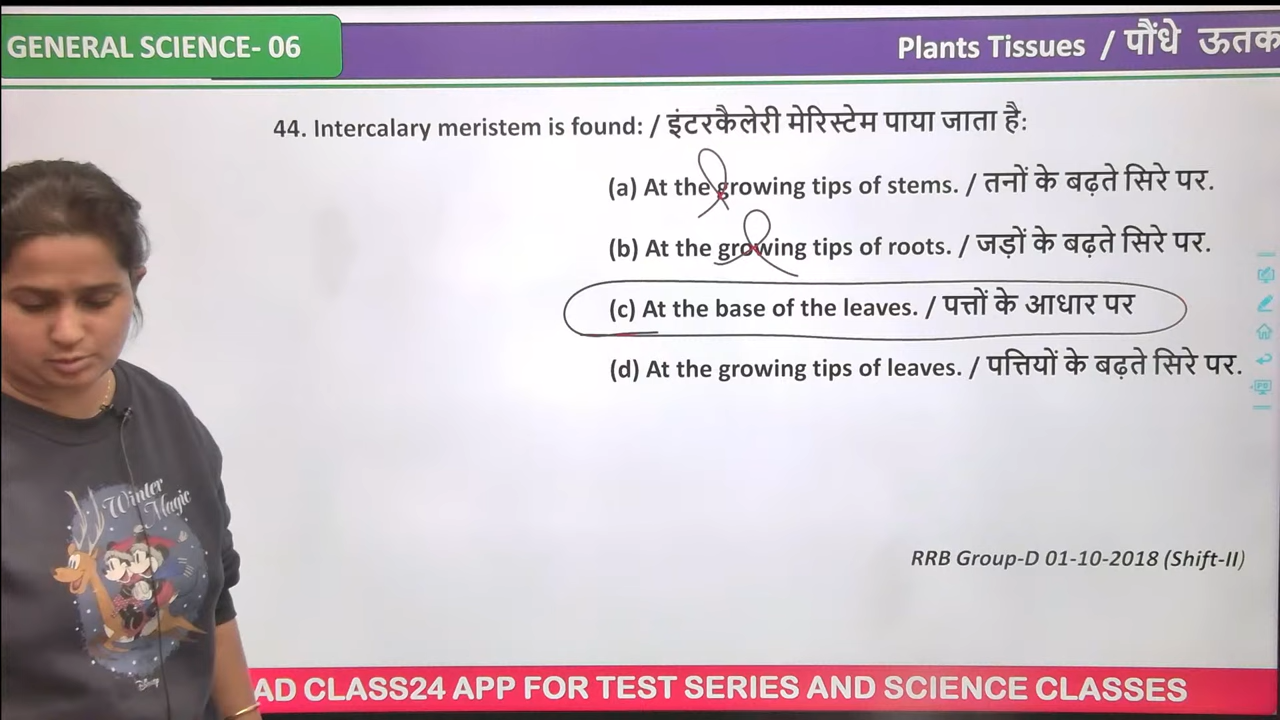 GENERAL SCIENCE- 06
Plants Tissues / पौंधे ऊतक
44. Intercalary meristem is found: / इंटरकैलेरी मेरिस्टेम पाया जाता है:
(a) At the growing tips of stems. / तनों के बढ़ते सिरे पर.
(b) At the growing tips of roots. / जड़ों के बढ़ते सिरे पर.
(c) At the base of the leaves. / पत्तों के आधार पर
(d) At the growing tips of leaves. / पत्तियों के बढ़ते सिरे पर.
Winter
Magic
Disney
RRB Group-D 01-10-2018 (Shift-II)
AD CLASS24 APP FOR TEST SERIES AND SCIENCE CLASSES